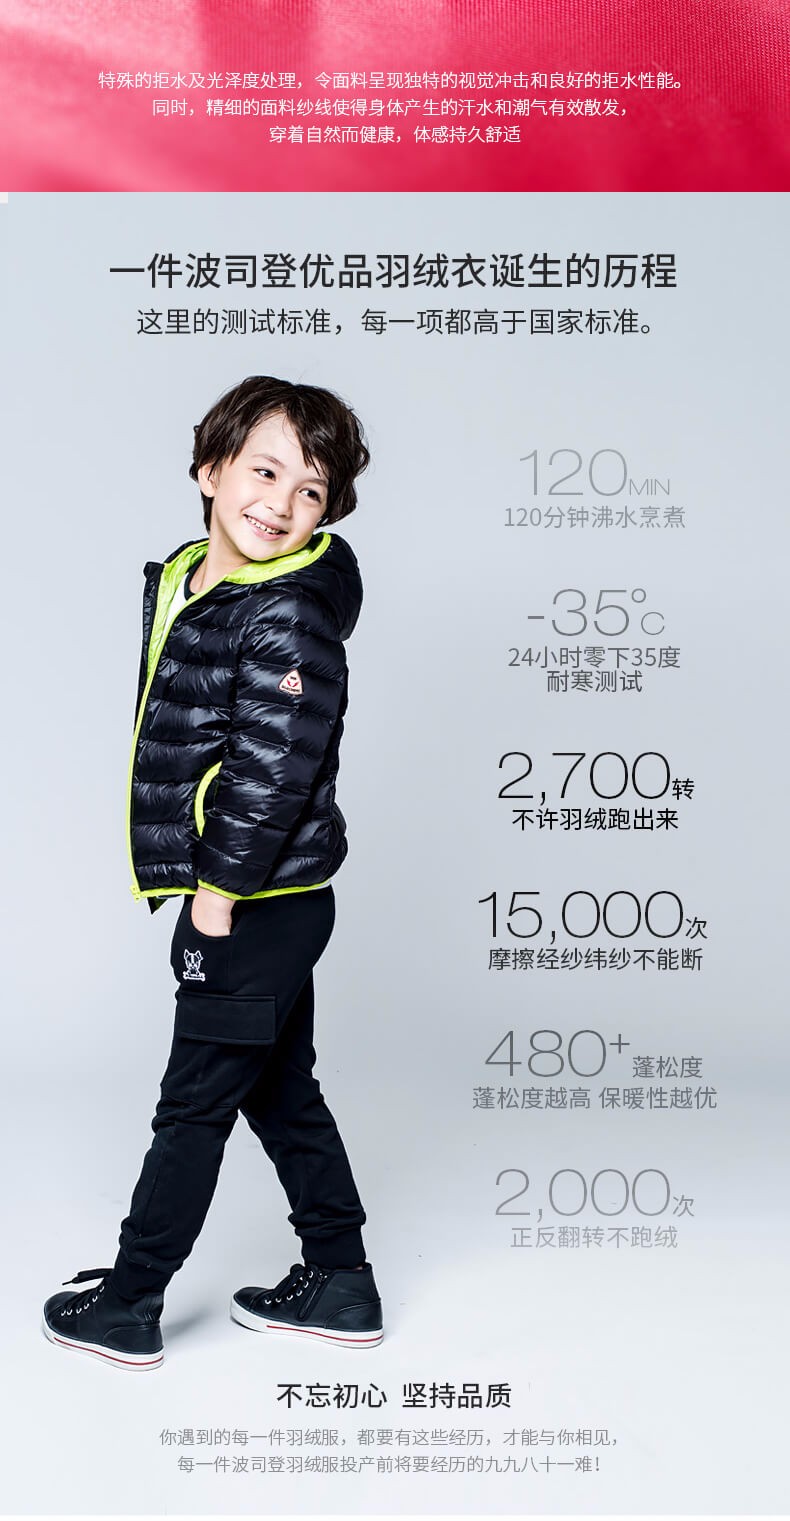 特殊的拒水及光泽度处理，令面料呈现独特的视觉冲击和良好的拒水性能。
同时，精细的面料纱线使得身体产生的汗水和潮气有效散发，
穿着自然而健康，体感持久舒适
一件波司登优品羽绒衣诞生的历程
这里的测试标准，每一项都高于国家标准。
120MIN
120分钟沸水烹煮
-35℃
24小时零下35度
耐寒测试
2,700转
不许羽绒跑出来
15,000次
摩擦经纱纬纱不能断
480+蓬松度
蓬松度越高 保暖性越优
2,000次
正反翻转不跑绒
不忘初心 坚持品质
你遇到的每一件羽绒服，都要有这些经历，才能与你相见，
每一件波司登羽绒服投产前将要经历的九九八十一难！